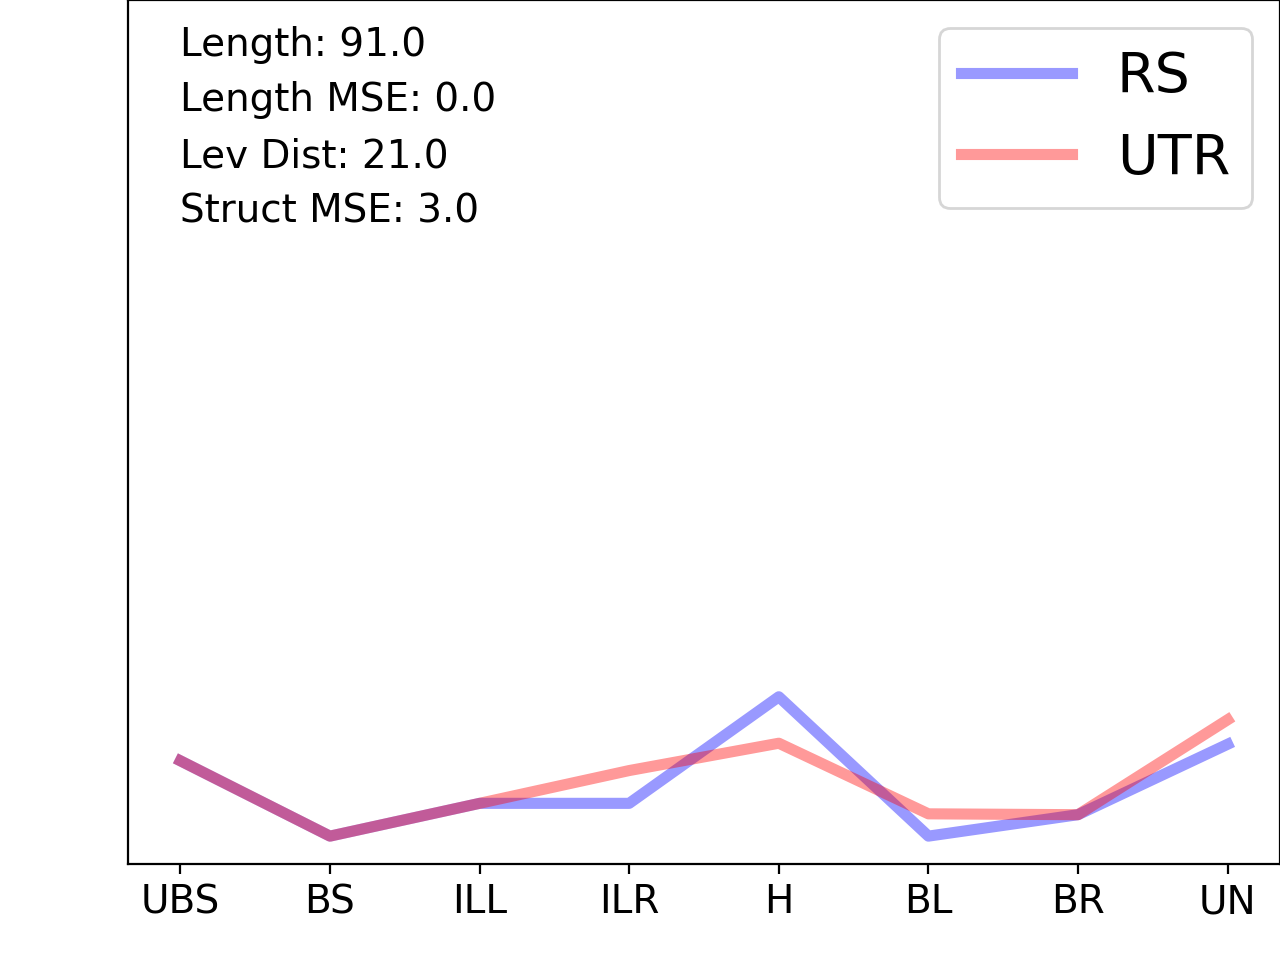 Length: 91.0
Length MSE: 0.0
Lev Dist: 21.0
Struct MSE: 3.0
RS
UTR
UBS BS ILL ILR H BL BR UN